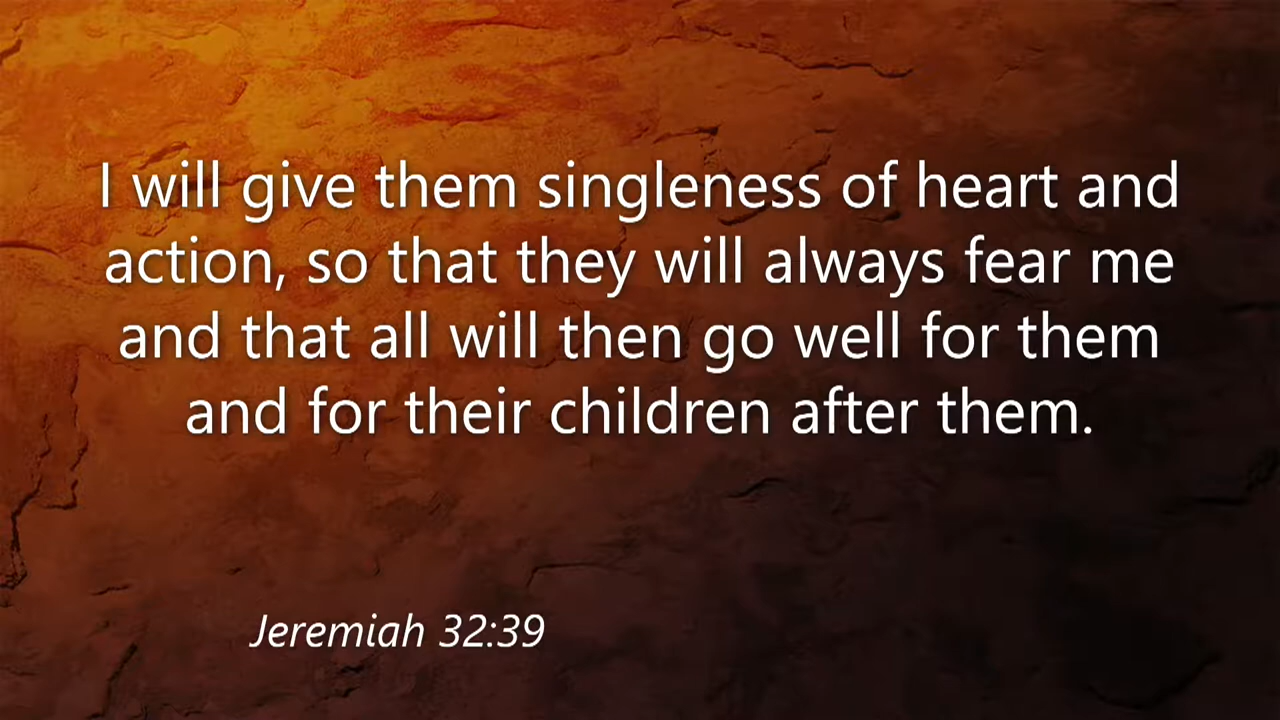 I will give them singleness of heart and
action, so that they will always fear me
and that all will then go well for them
and for their children after them.
Jeremiah 32:39